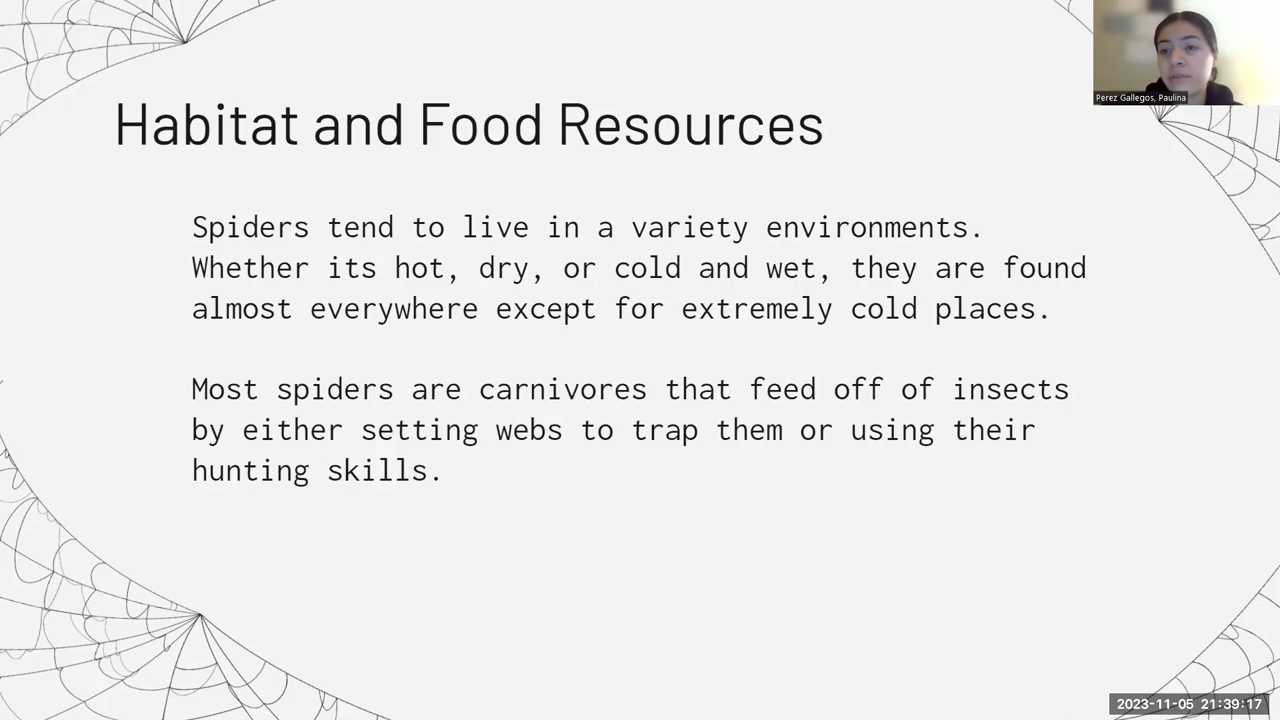 Perez Gallegos, Paulina
Habitat and Food Resources
Spiders tend to live in a variety environments.
Whether its hot, dry, or cold and wet, they are found
almost everywhere except for extremely cold places.
Most spiders are carnivores that feed off of insects
by either setting webs to trap them or using their
hunting skills.
2023-11-05 21:39:17